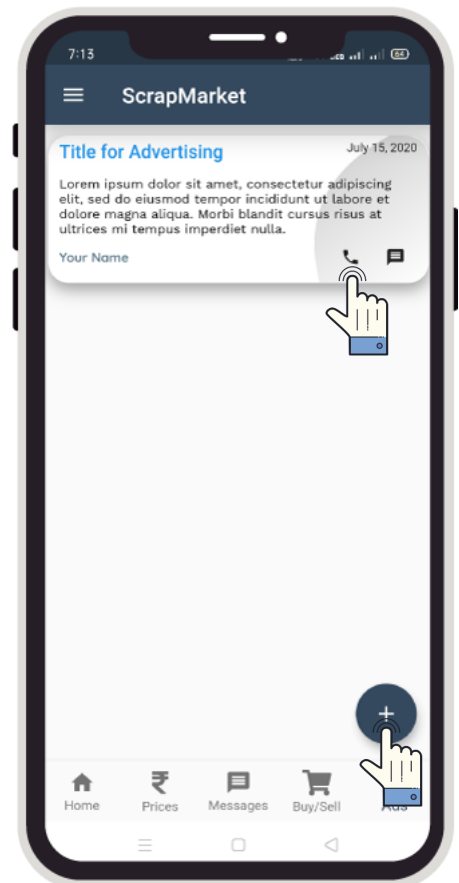 7:13
64
ScrapMarket
Title for Advertising
July 15, 2020
Lorem ipsum dolor sit amet, consectetur adipiscing
elit, sed do eiusmod tempor incididunt ut labore et
dolore magna aliqua. Morbi blandit cursus risus at
ultrices mi tempus imperdiet nulla.
Your Name
+
₹
Home
Prices
Messages
Buy/Sell
Ads